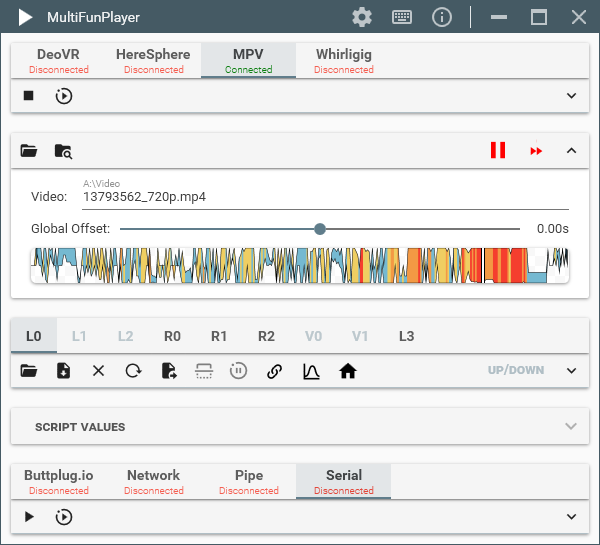 MultiFunPlayer
DeoVR HereSphere MPV Whirligig
Disconnected Disconnected Connected Disconnected
A:\Video
Video: 13793562_720p.mp4
Global Offset: 0.00s
L0 L1 L2 R0 R1 R2 V0 V1 L3
UP/DOWN
SCRIPT VALUES
Buttplug.io Network Pipe Serial
Disconnected Disconnected Disconnected Disconnected